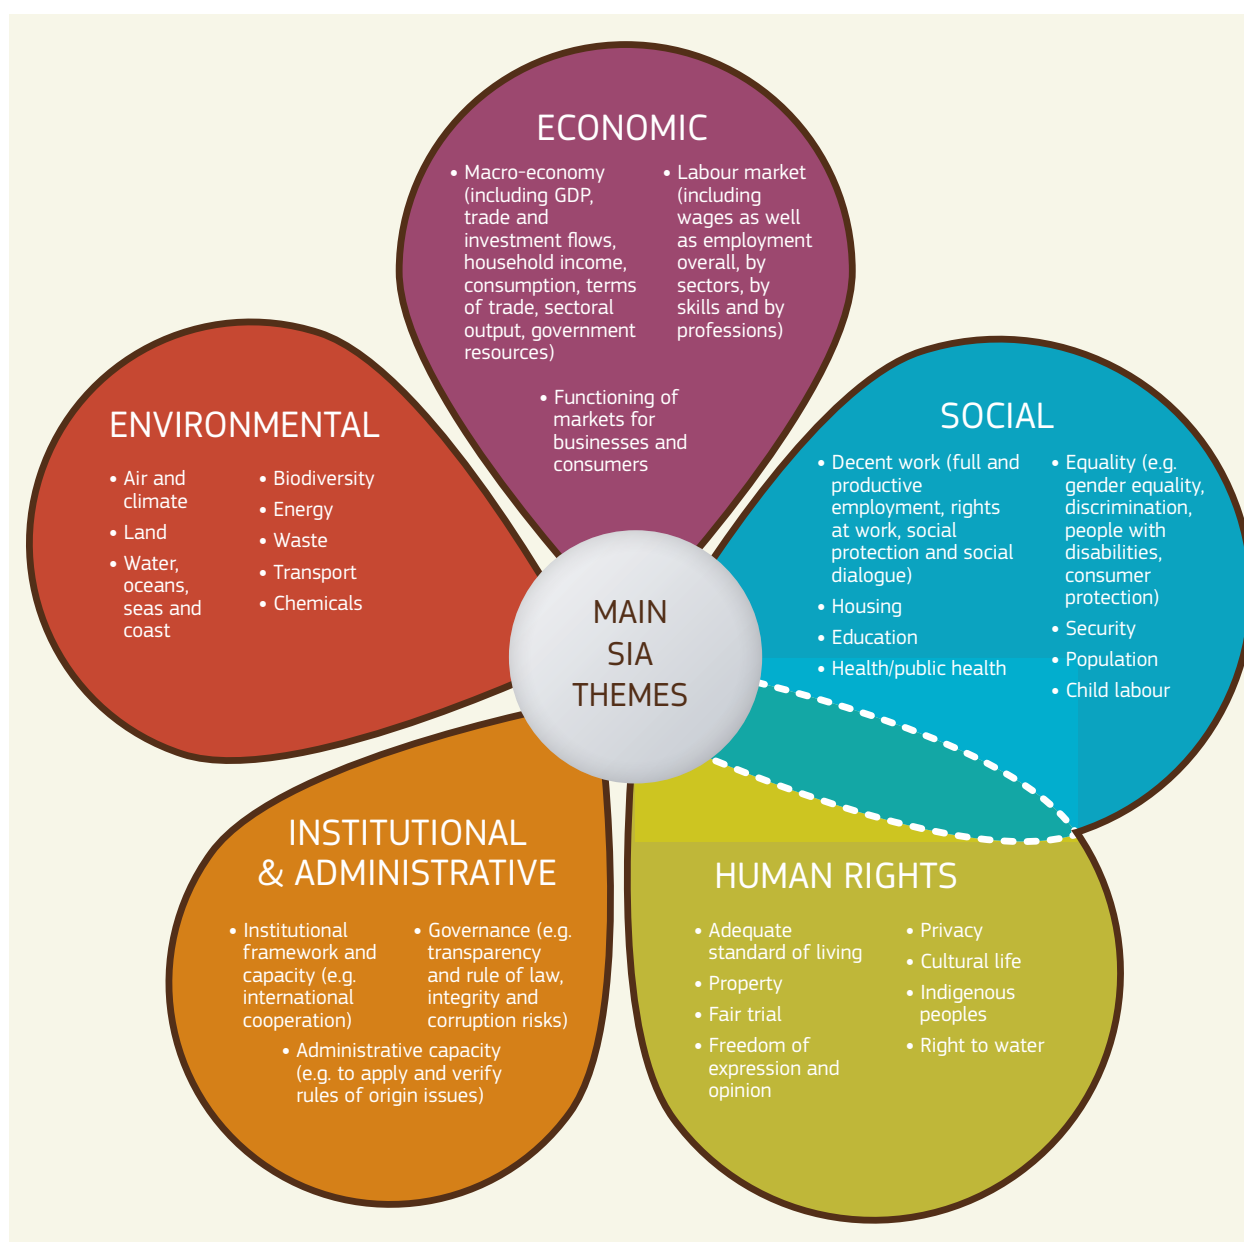 ECONOMIC
• Macro-economy
(including GDP,
trade and
investment flows,
household income,
consumption, terms
of trade, sectoral
output, government
resources)
• Labour market
(including
wages as well
as employment
overall, by
sectors, by
skills and by
professions)
• Functioning of
markets for
businesses and
consumers
ENVIRONMENTAL
• Air and
climate
• Land
• Water,
oceans,
seas and
coast
• Biodiversity
• Energy
• Waste
• Transport
• Chemicals
SOCIAL
• Decent work (full and
productive
employment, rights
at work, social
protection and social
dialogue)
• Housing
• Education
• Health/public health
• Equality (e.g.
gender equality,
discrimination,
people with
disabilities,
consumer
protection)
• Security
• Population
• Child labour
MAIN
SIA
THEMES
INSTITUTIONAL
& ADMINISTRATIVE
• Institutional
framework and
capacity (e.g.
international
cooperation)
• Governance (e.g.
transparency
and rule of law,
integrity and
corruption risks)
• Administrative capacity
(e.g. to apply and verify
rules of origin issues)
HUMAN RIGHTS
• Adequate
standard of living
• Property
• Fair trial
• Freedom of
expression and
opinion
• Privacy
• Cultural life
• Indigenous
peoples
• Right to water